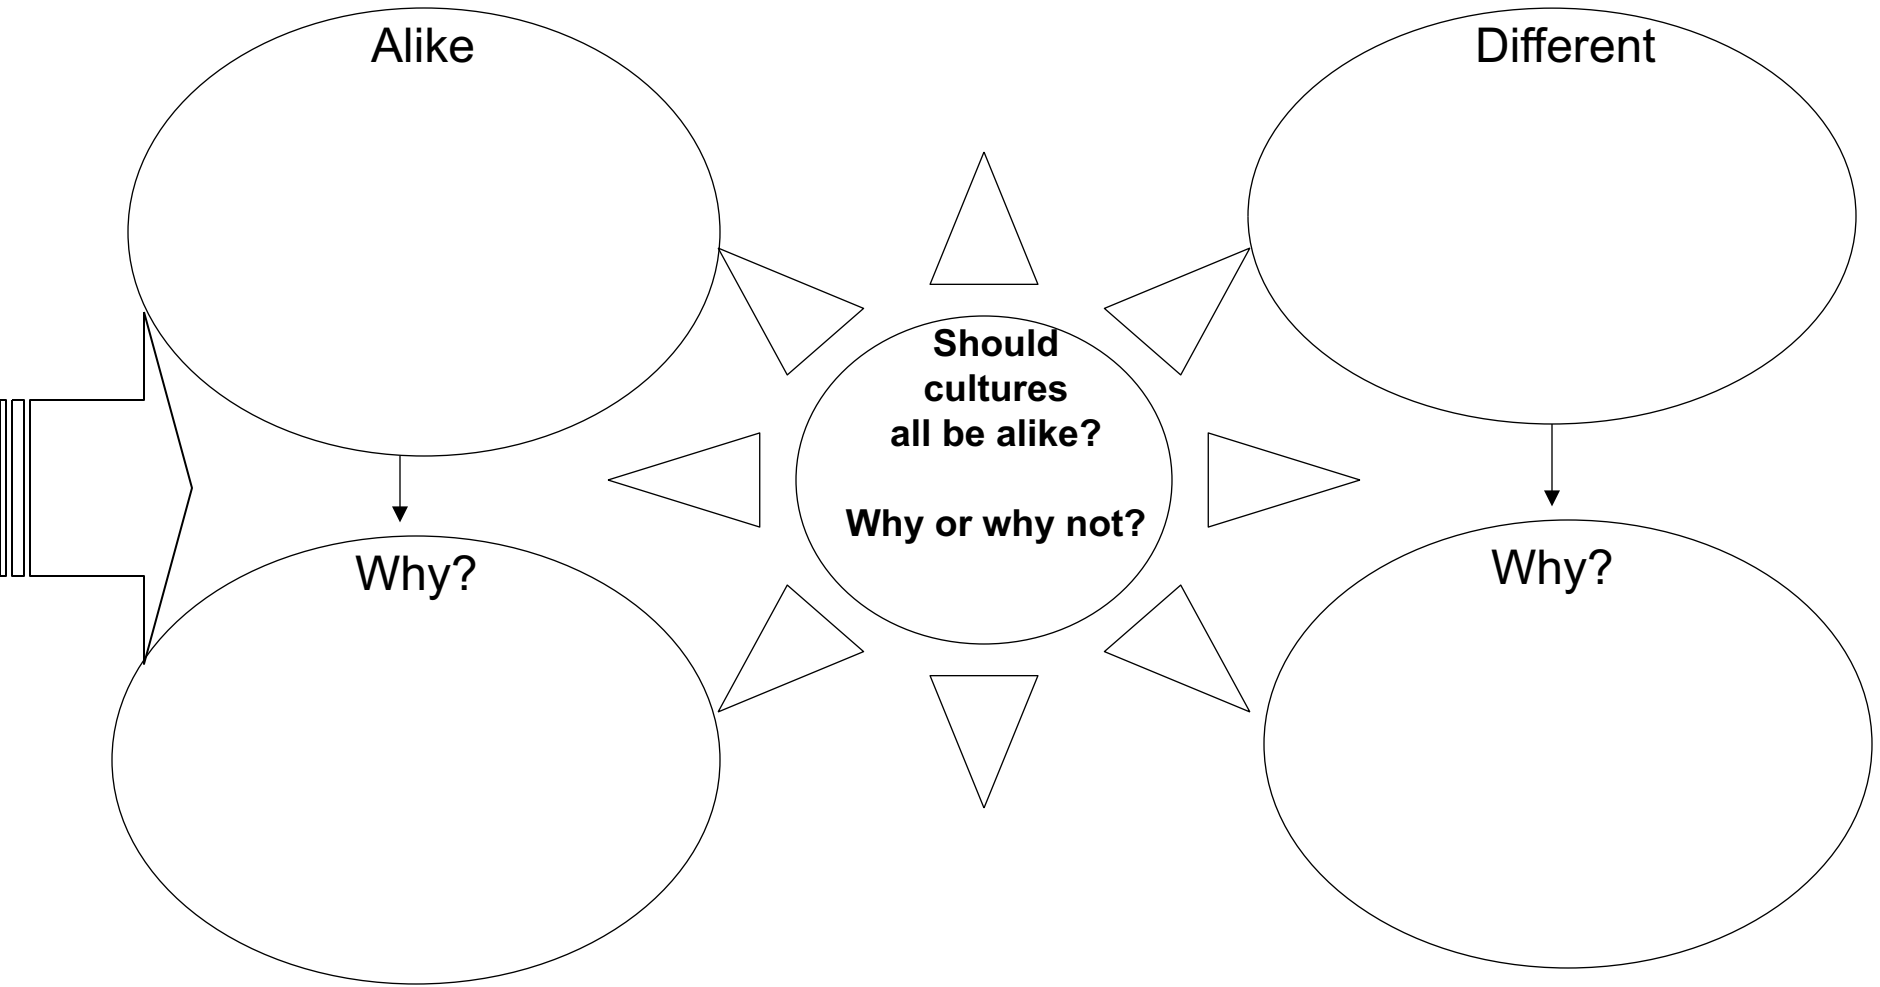 Alike
Different
Should
cultures
all be alike?
Why or why not?
Why?
Why?